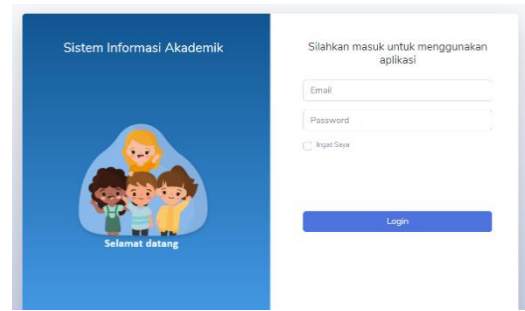 Sistem Informasi Akademik
Selamat datang
Silahkan masuk untuk menggunakan
aplikasi
Email
Password
Ingat Saya
Login